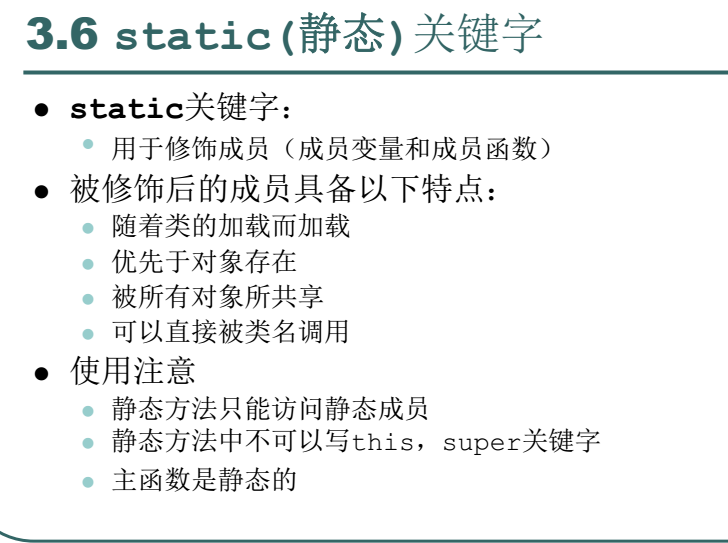 3.6 static(静态)关键字
static关键字：
用于修饰成员（成员变量和成员函数）
被修饰后的成员具备以下特点：
随着类的加载而加载
优先于对象存在
被所有对象所共享
可以直接被类名调用
使用注意
静态方法只能访问静态成员
静态方法中不可以写this，super关键字
主函数是静态的